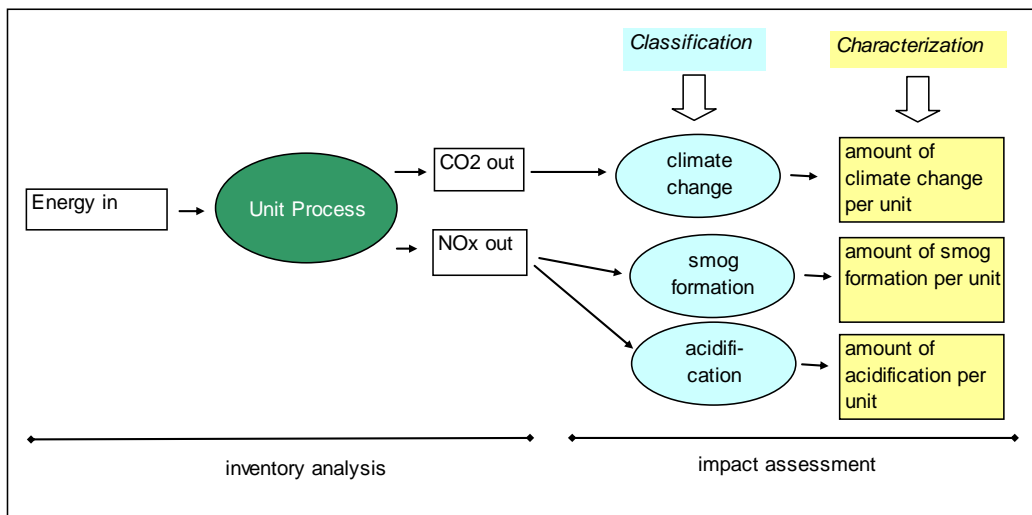 Classification
Characterization
Energy in
Unit Process
CO2 out
NOx out
climate
change
smog
formation
acidifi-
cation
amount of
climate change
per unit
amount of smog
formation per unit
amount of
acidification per
unit
inventory analysis
impact assessment